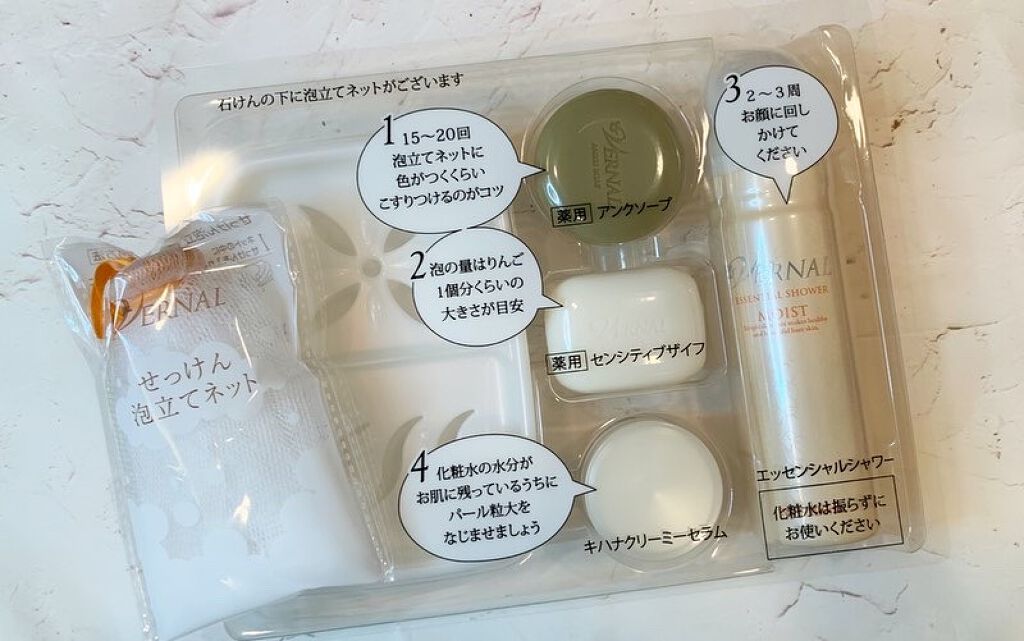 石けんの下に泡立てネットがございます
1
15～20回
泡立てネットに
色がつくくらい
こすりつけるのがコツ
VERNAL
薬用 アンクソープ
2
泡の量はりんご
1個分くらいの
大きさが目安
VERNAL
薬用 センシティブザイフ
3
2～3周
お顔に回し
かけて
ください
VERNAL
ESSENTIAL SHOWER
MOIST
エッセンシャルシャワー
化粧水は振らずに
お使いください
4
化粧水の水分が
お肌に残っているうちに
パール粒大を
なじませましょう
キハナクリーミーセラム
VERNAL
せっけん
泡立てネット